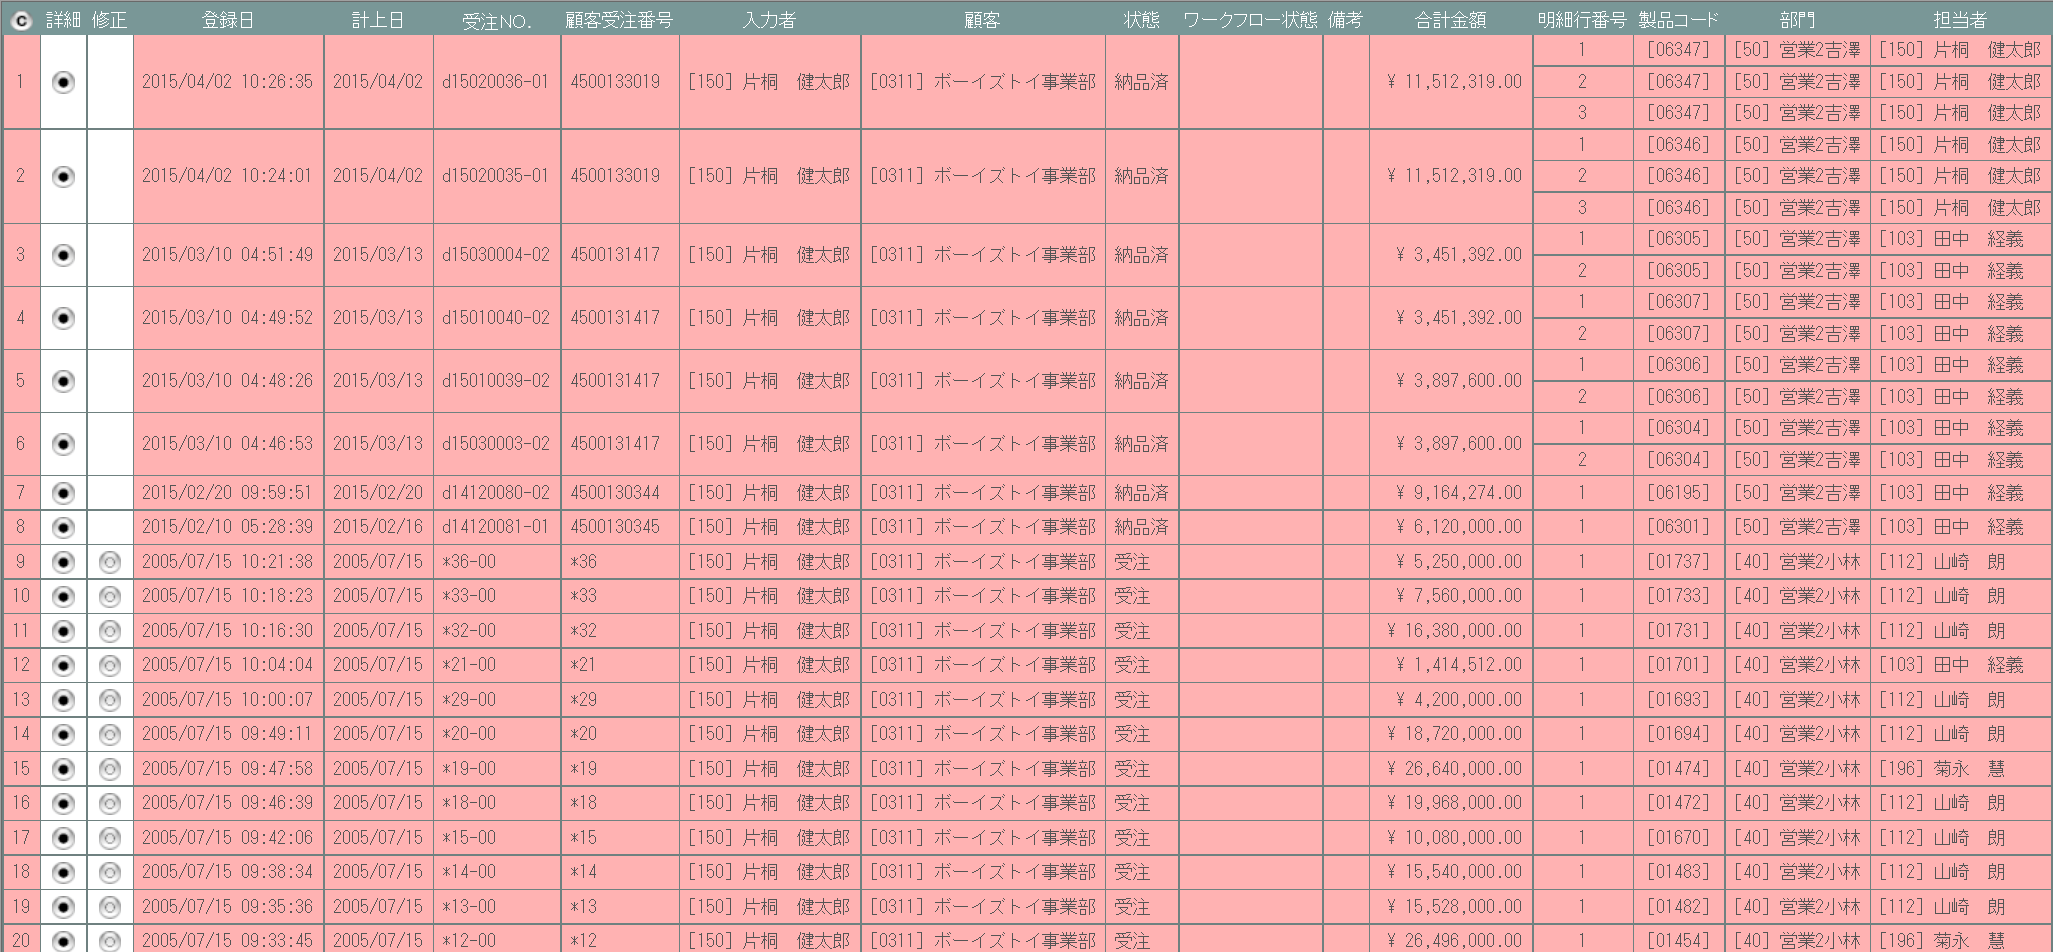 C 詳細 修正 登録日 計上日 受注NO. 顧客受注番号 入力者 顧客 状態 ワークフロー状態 備考 合計金額 明細行番号 製品コード 部門 担当者
1 2015/04/02 10:26:35 2015/04/02 d15020036-01 4500133019 [150] 片桐　健太郎 [0311] ボーイズトイ事業部 納品済 ¥ 11,512,319.00 1 [06347] [50] 営業2吉澤 [150] 片桐　健太郎
2 [06347] [50] 営業2吉澤 [150] 片桐　健太郎
3 [06347] [50] 営業2吉澤 [150] 片桐　健太郎
2 2015/04/02 10:24:01 2015/04/02 d15020035-01 4500133019 [150] 片桐　健太郎 [0311] ボーイズトイ事業部 納品済 ¥ 11,512,319.00 1 [06346] [50] 営業2吉澤 [150] 片桐　健太郎
2 [06346] [50] 営業2吉澤 [150] 片桐　健太郎
3 [06346] [50] 営業2吉澤 [150] 片桐　健太郎
3 2015/03/10 04:51:49 2015/03/13 d15030004-02 4500131417 [150] 片桐　健太郎 [0311] ボーイズトイ事業部 納品済 ¥ 3,451,392.00 1 [06305] [50] 営業2吉澤 [103] 田中　経義
2 [06305] [50] 営業2吉澤 [103] 田中　経義
4 2015/03/10 04:49:52 2015/03/13 d15010040-02 4500131417 [150] 片桐　健太郎 [0311] ボーイズトイ事業部 納品済 ¥ 3,451,392.00 1 [06307] [50] 営業2吉澤 [103] 田中　経義
2 [06307] [50] 営業2吉澤 [103] 田中　経義
5 2015/03/10 04:48:26 2015/03/13 d15010039-02 4500131417 [150] 片桐　健太郎 [0311] ボーイズトイ事業部 納品済 ¥ 3,897,600.00 1 [06306] [50] 営業2吉澤 [103] 田中　経義
2 [06306] [50] 営業2吉澤 [103] 田中　経義
6 2015/03/10 04:46:53 2015/03/13 d15030003-02 4500131417 [150] 片桐　健太郎 [0311] ボーイズトイ事業部 納品済 ¥ 3,897,600.00 1 [06304] [50] 営業2吉澤 [103] 田中　経義
2 [06304] [50] 営業2吉澤 [103] 田中　経義
7 2015/02/20 09:59:51 2015/02/20 d14120080-02 4500130344 [150] 片桐　健太郎 [0311] ボーイズトイ事業部 納品済 ¥ 9,164,274.00 1 [06195] [50] 営業2吉澤 [103] 田中　経義
8 2015/02/10 05:28:39 2015/02/16 d14120081-01 4500130345 [150] 片桐　健太郎 [0311] ボーイズトイ事業部 納品済 ¥ 6,120,000.00 1 [06301] [50] 営業2吉澤 [103] 田中　経義
9 2005/07/15 10:21:38 2005/07/15 *36-00 *36 [150] 片桐　健太郎 [0311] ボーイズトイ事業部 受注 ¥ 5,250,000.00 1 [01737] [40] 営業2小林 [112] 山崎　朗
10 2005/07/15 10:18:23 2005/07/15 *33-00 *33 [150] 片桐　健太郎 [0311] ボーイズトイ事業部 受注 ¥ 7,560,000.00 1 [01733] [40] 営業2小林 [112] 山崎　朗
11 2005/07/15 10:16:30 2005/07/15 *32-00 *32 [150] 片桐　健太郎 [0311] ボーイズトイ事業部 受注 ¥ 16,380,000.00 1 [01731] [40] 営業2小林 [112] 山崎　朗
12 2005/07/15 10:04:04 2005/07/15 *21-00 *21 [150] 片桐　健太郎 [0311] ボーイズトイ事業部 受注 ¥ 1,414,512.00 1 [01701] [40] 営業2小林 [103] 田中　経義
13 2005/07/15 10:00:07 2005/07/15 *29-00 *29 [150] 片桐　健太郎 [0311] ボーイズトイ事業部 受注 ¥ 4,200,000.00 1 [01693] [40] 営業2小林 [112] 山崎　朗
14 2005/07/15 09:49:11 2005/07/15 *20-00 *20 [150] 片桐　健太郎 [0311] ボーイズトイ事業部 受注 ¥ 18,720,000.00 1 [01694] [40] 営業2小林 [112] 山崎　朗
15 2005/07/15 09:47:58 2005/07/15 *19-00 *19 [150] 片桐　健太郎 [0311] ボーイズトイ事業部 受注 ¥ 26,640,000.00 1 [01474] [40] 営業2小林 [196] 菊永　慧
16 2005/07/15 09:46:39 2005/07/15 *18-00 *18 [150] 片桐　健太郎 [0311] ボーイズトイ事業部 受注 ¥ 19,968,000.00 1 [01472] [40] 営業2小林 [112] 山崎　朗
17 2005/07/15 09:42:06 2005/07/15 *15-00 *15 [150] 片桐　健太郎 [0311] ボーイズトイ事業部 受注 ¥ 10,080,000.00 1 [01670] [40] 営業2小林 [112] 山崎　朗
18 2005/07/15 09:38:34 2005/07/15 *14-00 *14 [150] 片桐　健太郎 [0311] ボーイズトイ事業部 受注 ¥ 15,540,000.00 1 [01483] [40] 営業2小林 [112] 山崎　朗
19 2005/07/15 09:35:36 2005/07/15 *13-00 *13 [150] 片桐　健太郎 [0311] ボーイズトイ事業部 受注 ¥ 15,528,000.00 1 [01482] [40] 営業2小林 [112] 山崎　朗
20 2005/07/15 09:33:45 2005/07/15 *12-00 *12 [150] 片桐　健太郎 [0311] ボーイズトイ事業部 受注 ¥ 26,496,000.00 1 [01454] [40] 営業2小林 [196] 菊永　慧